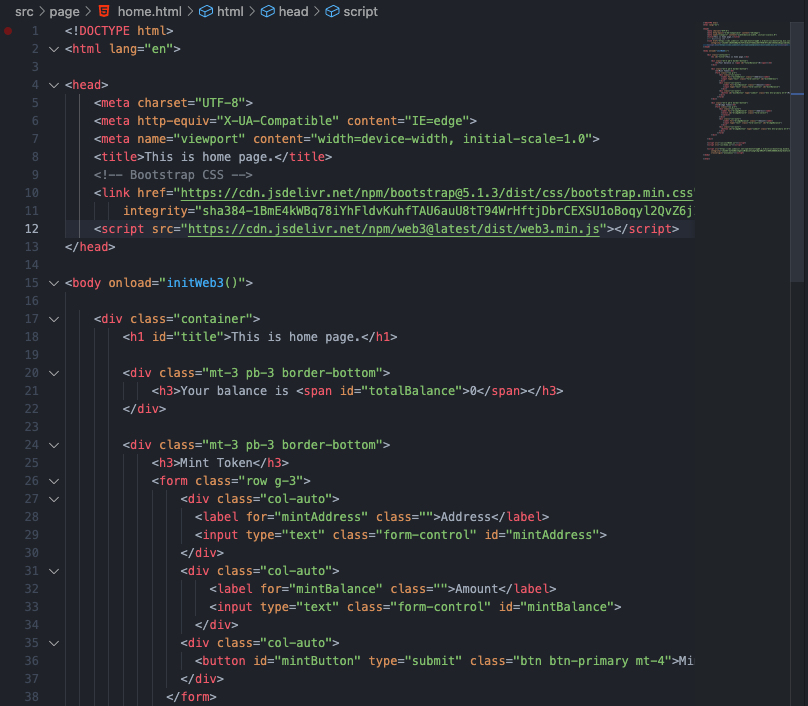 src > page > home.html > html > head > script
1 <!DOCTYPE html>
2 <html lang="en">
3
4 <head>
5 <meta charset="UTF-8">
6 <meta http-equiv="X-UA-Compatible" content="IE=edge">
7 <meta name="viewport" content="width=device-width, initial-scale=1.0">
8 <title>This is home page.</title>
9 <!-- Bootstrap CSS -->
10 <link href="https://cdn.jsdelivr.net/npm/bootstrap@5.1.3/dist/css/bootstrap.min.css"
11 integrity="sha384-1BmE4kWBq78iYhFldvKuhfTAU6auU8tT94WrHftjDbrCEXSU1oBoqyl2QvZ6j
12 <script src="https://cdn.jsdelivr.net/npm/web3@latest/dist/web3.min.js"></script>
13 </head>
14
15 <body onload="initWeb3()">
16
17 <div class="container">
18 <h1 id="title">This is home page.</h1>
19
20 <div class="mt-3 pb-3 border-bottom">
21 <h3>Your balance is <span id="totalBalance">0</span></h3>
22 </div>
23
24 <div class="mt-3 pb-3 border-bottom">
25 <h3>Mint Token</h3>
26 <form class="row g-3">
27 <div class="col-auto">
28 <label for="mintAddress" class="">Address</label>
29 <input type="text" class="form-control" id="mintAddress">
30 </div>
31 <div class="col-auto">
32 <label for="mintBalance" class="">Amount</label>
33 <input type="text" class="form-control" id="mintBalance">
34 </div>
35 <div class="col-auto">
36 <button id="mintButton" type="submit" class="btn btn-primary mt-4">Mi
37 </div>
38 </form>